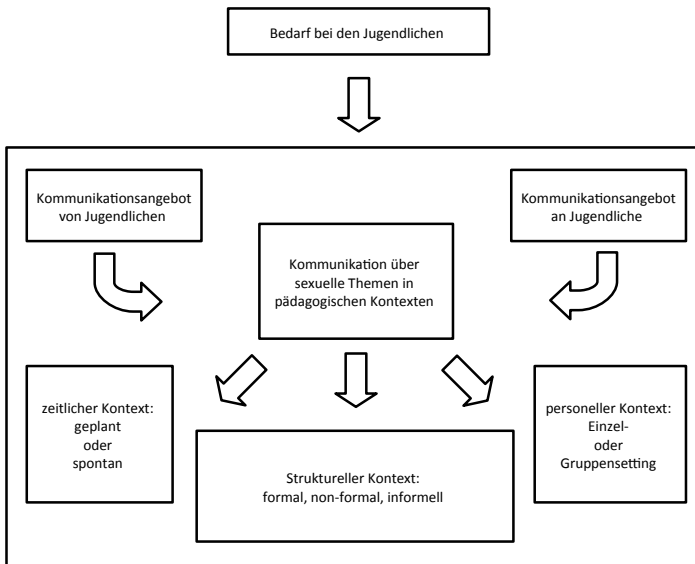 Bedarf bei den Jugendlichen
Kommunikationsangebot
von Jugendlichen
Kommunikationsangebot
an Jugendliche
Kommunikation über
sexuelle Themen in
pädagogischen Kontexten
zeitlicher Kontext:
geplant
oder
spontan
Struktureller Kontext:
formal, non-formal, informell
personeller Kontext:
Einzel-
oder
Gruppensetting